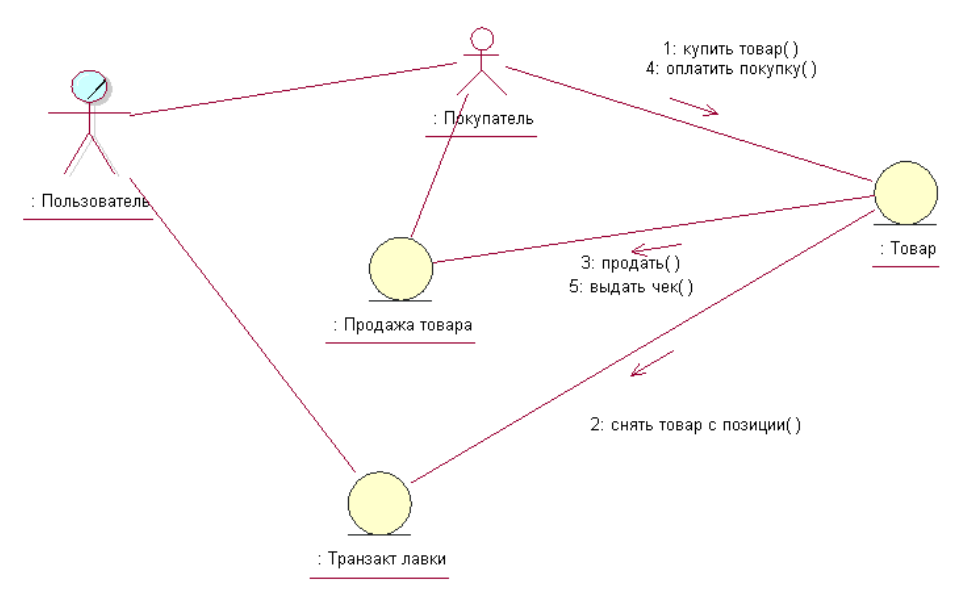 1: купить товар( )
4: оплатить покупку( )
: Покупатель
: Пользователь
: Товар
3: продать( )
5: выдать чек( )
: Продажа товара
2: снять товар с позиции( )
: Транзакт лавки